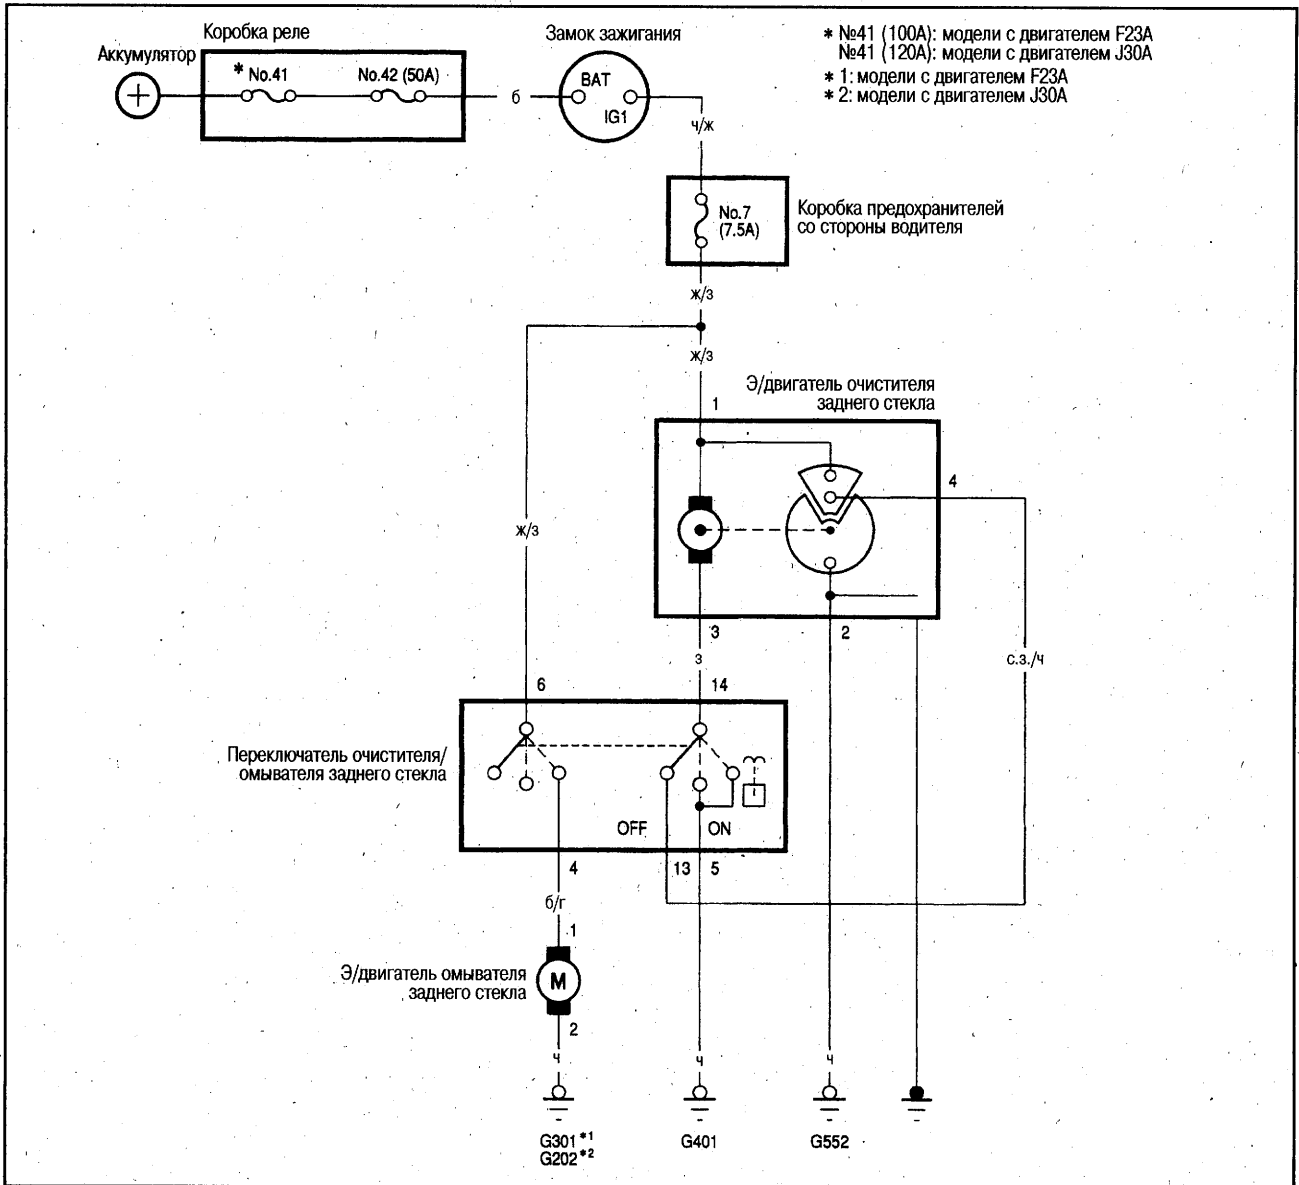 Коробка реле
Замок зажигания
* №41 (100А): модели с двигателем F23A
№41 (120А): модели с двигателем J30A
* 1: модели с двигателем F23A
* 2: модели с двигателем J30A
Аккумулятор
* No.41
No.42 (50A)
б
BAT
IG1
ч/ж
No.7
(7.5A)
Коробка предохранителей
со стороны водителя
ж/з
ж/з
Э/двигатель очистителя
заднего стекла
1
4
ж/з
3
2
з
с.з./ч
6
14
Переключатель очистителя/
омывателя заднего стекла
OFF
ON
4
13
5
б/г
1
Э/двигатель омывателя
заднего стекла
M
2
ч
ч
ч
G301 *1
G202 *2
G401
G552